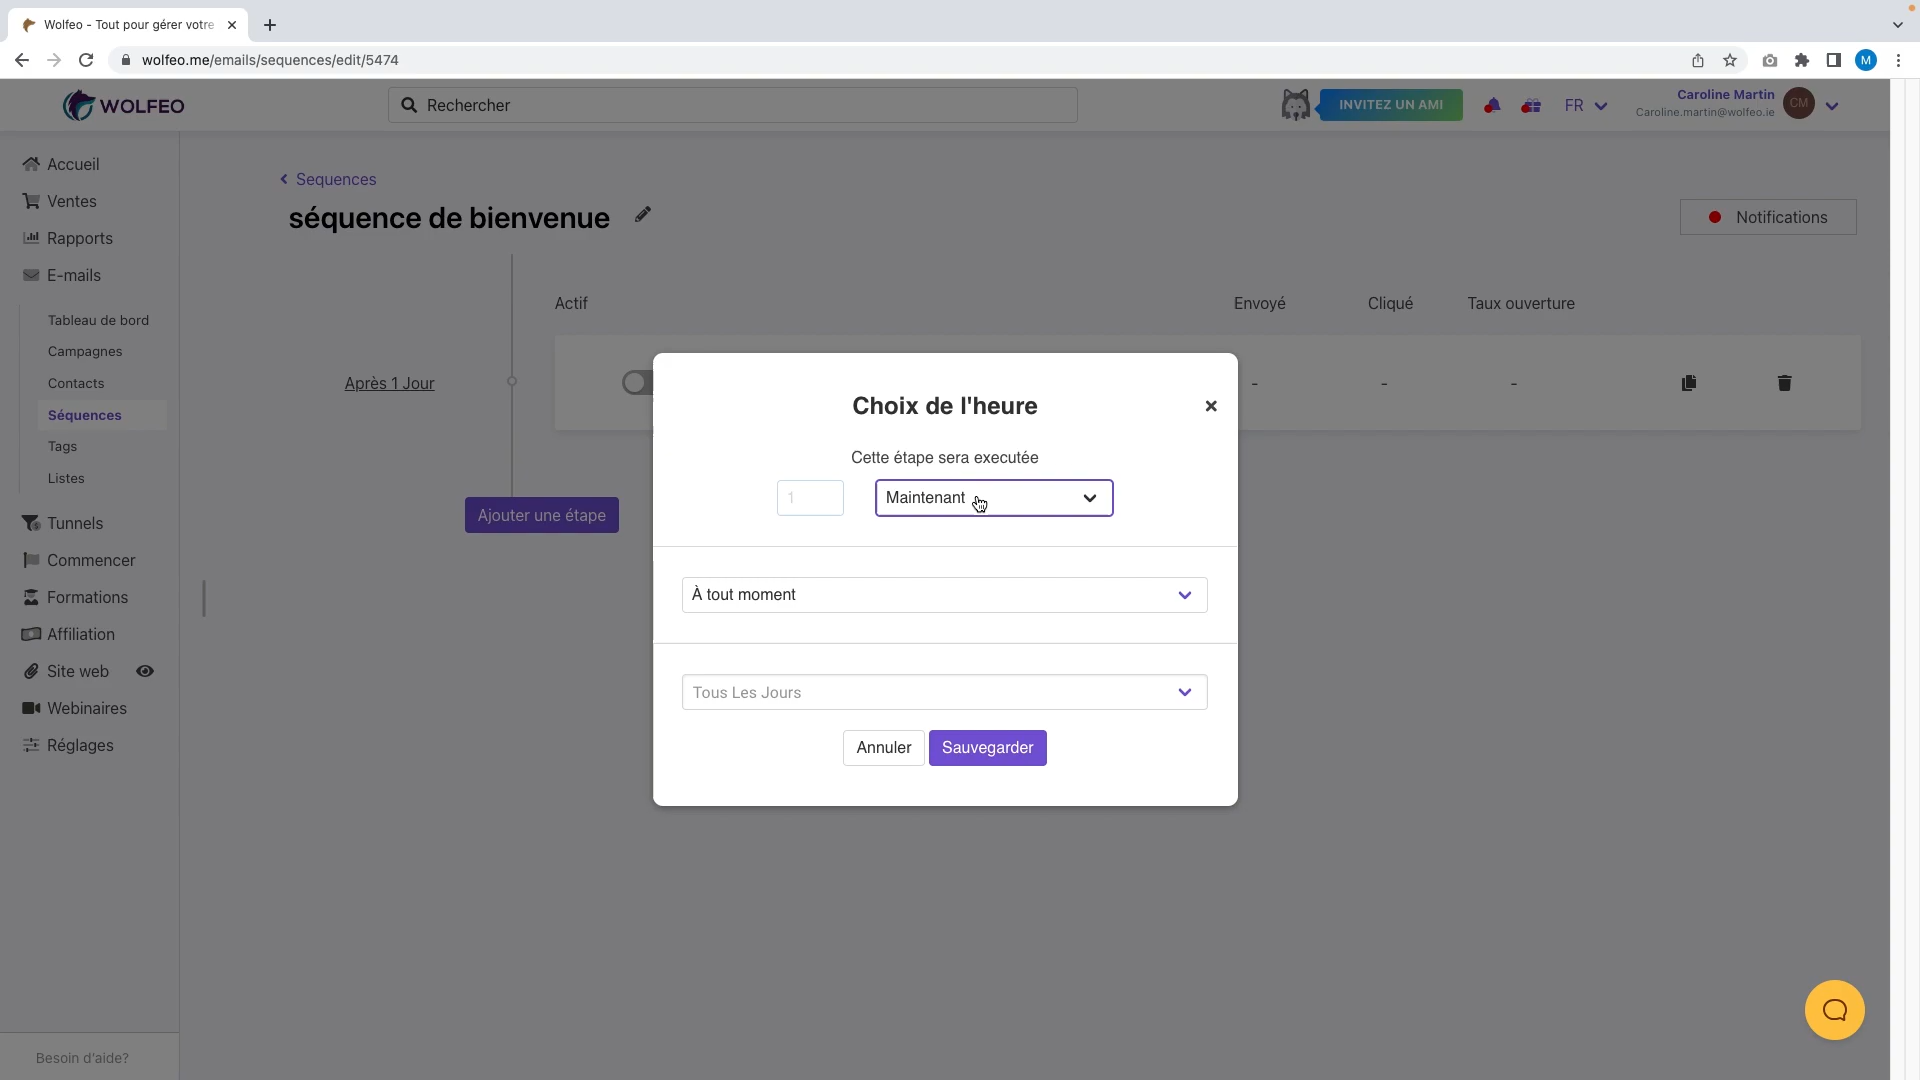 Wolfeo - Tout pour gérer votre
wolfeo.me/emails/sequences/edit/5474
M
WOLFEO
Rechercher
INVITEZ UN AMI
FR
Caroline Martin
Caroline.martin@wolfeo.ie
CM
Accueil
Ventes
Rapports
E-mails
Tableau de bord
Campagnes
Contacts
Séquences
Tags
Listes
Tunnels
Commencer
Formations
Affiliation
Site web
Webinaires
Réglages
Besoin d'aide?
Sequences
séquence de bienvenue
Notifications
Actif
Envoyé
Cliqué
Taux ouverture
Après 1 Jour
-
-
-
Ajouter une étape
Choix de l'heure
Cette étape sera executée
1
Maintenant
À tout moment
Tous Les Jours
Annuler
Sauvegarder